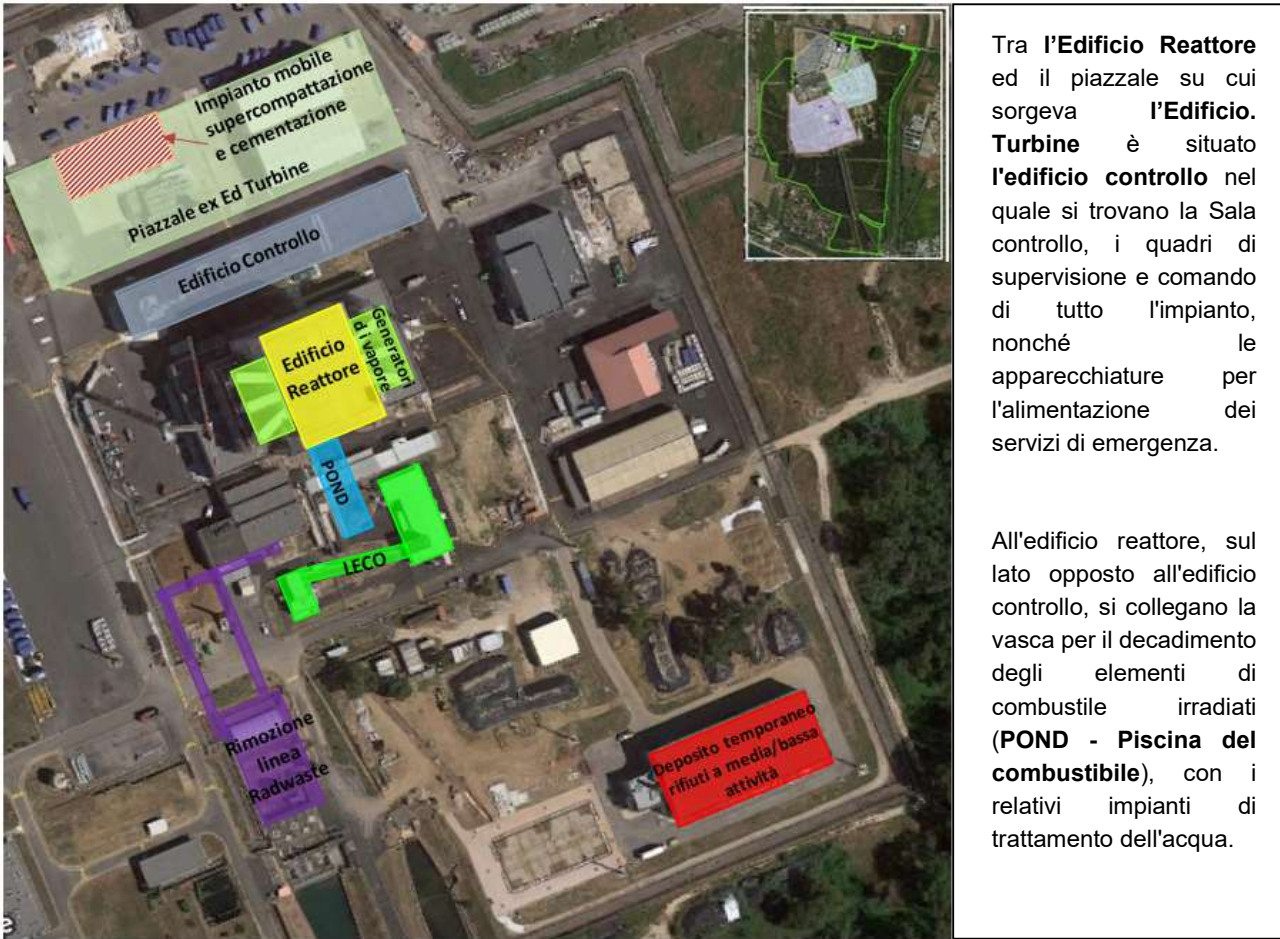 Impianto mobile
supercompattazione
e cementazione
Piazzale ex Ed Turbine
Edificio Controllo
Edificio
Reattore
Generatori
d i vapore
POND
LECO
Rimozione
linea
Radwaste
Deposito temporaneo
rifiuti a media/bassa
attività
e
Tra l’Edificio Reattore
ed il piazzale su cui
sorgeva l’Edificio.
Turbine è situato
l'edificio controllo nel
quale si trovano la Sala
controllo, i quadri di
supervisione e comando
di tutto l'impianto,
nonché le
apparecchiature per
l'alimentazione dei
servizi di emergenza.
All'edificio reattore, sul
lato opposto all'edificio
controllo, si collegano la
vasca per il decadimento
degli elementi di
combustile irradiati
(POND - Piscina del
combustibile), con i
relativi impianti di
trattamento dell'acqua.